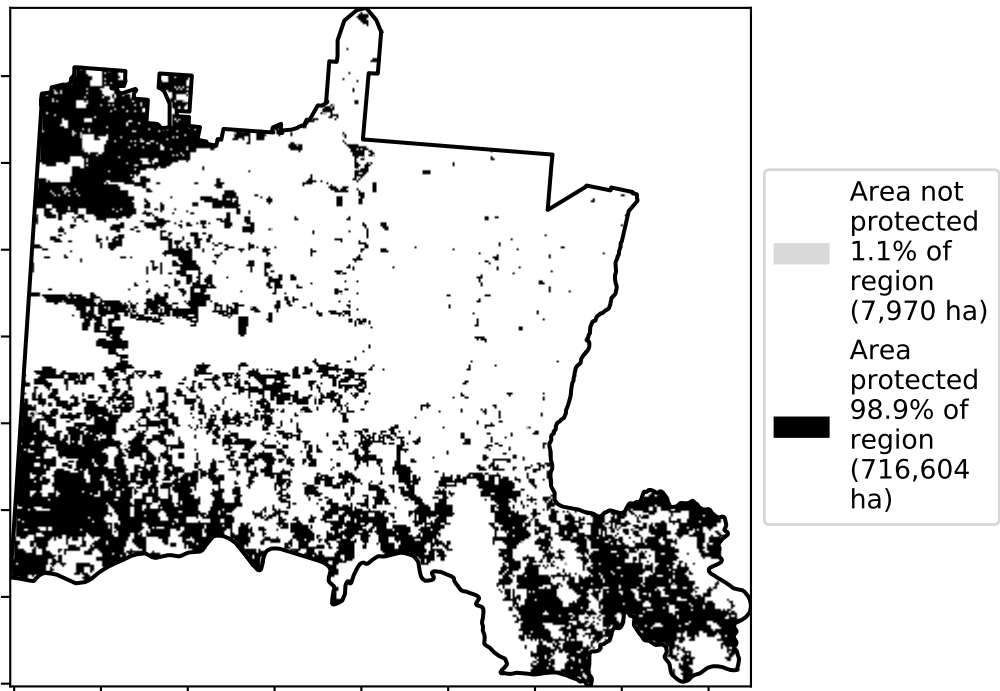 Area not
protected
1.1% of
region
(7,970 ha)
Area
protected
98.9% of
region
(716,604
ha)